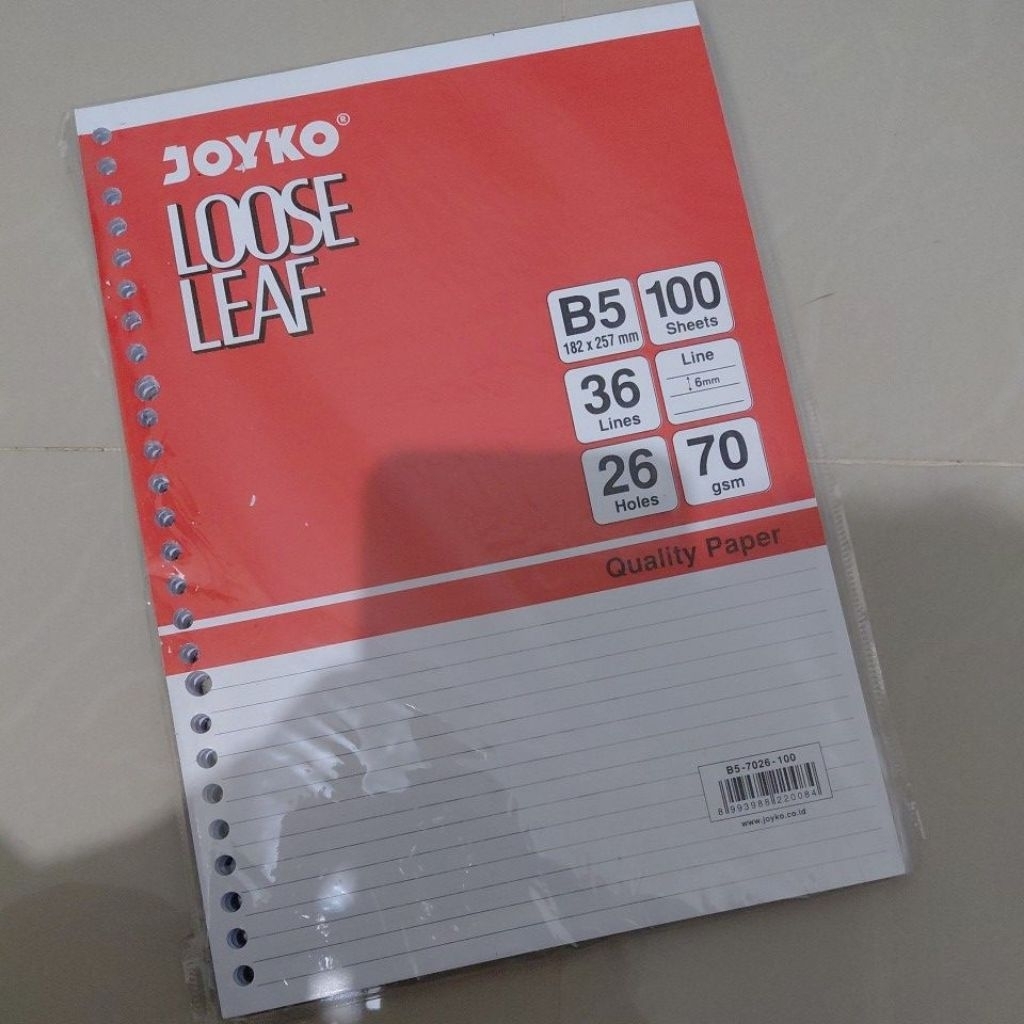 JOYKO®
LOOSE
LEAF
B5
182 x 257 mm
100
Sheets
36
Lines
Line
6mm
26
Holes
70
gsm
Quality Paper
B5-7026-100
8 993988 220084
www.joyko.co.id